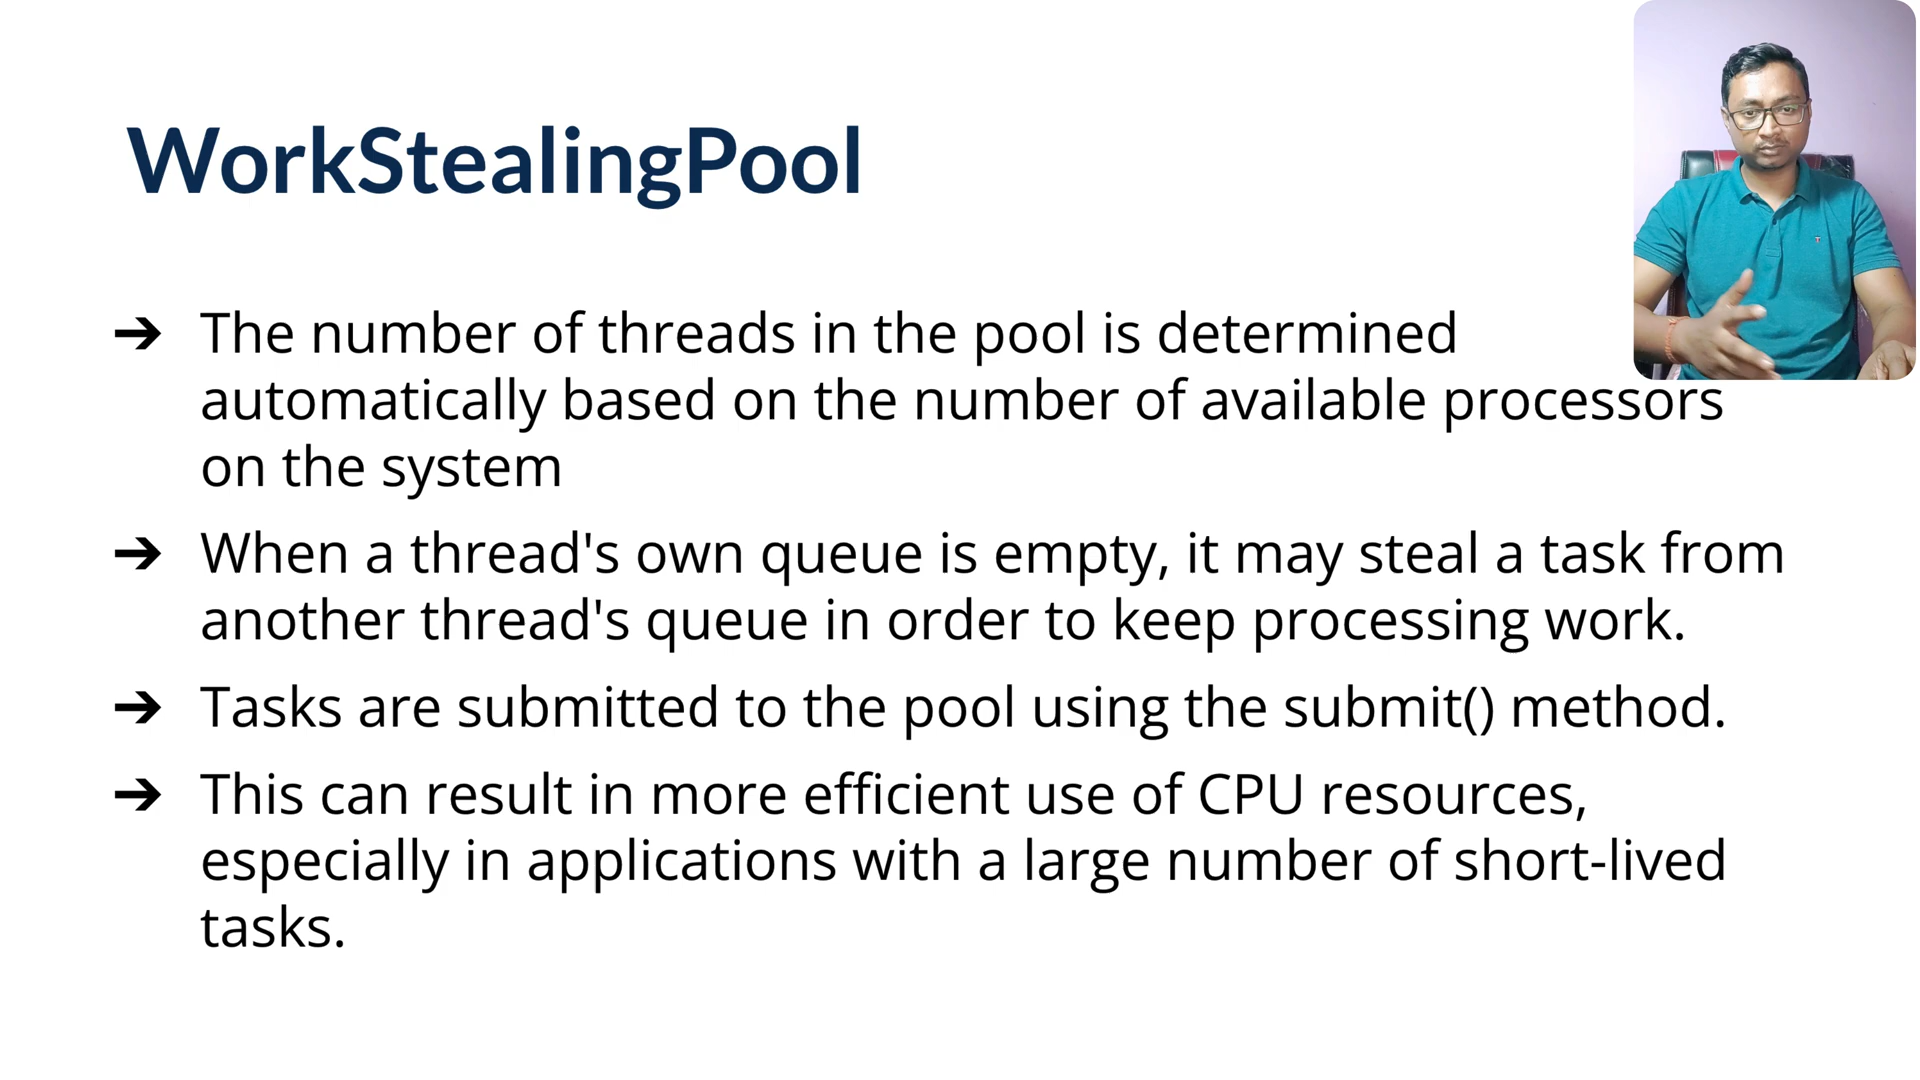 WorkStealingPool
➔ The number of threads in the pool is determined
automatically based on the number of available processors
on the system
➔ When a thread's own queue is empty, it may steal a task from
another thread's queue in order to keep processing work.
➔ Tasks are submitted to the pool using the submit() method.
➔ This can result in more efficient use of CPU resources,
especially in applications with a large number of short-lived
tasks.